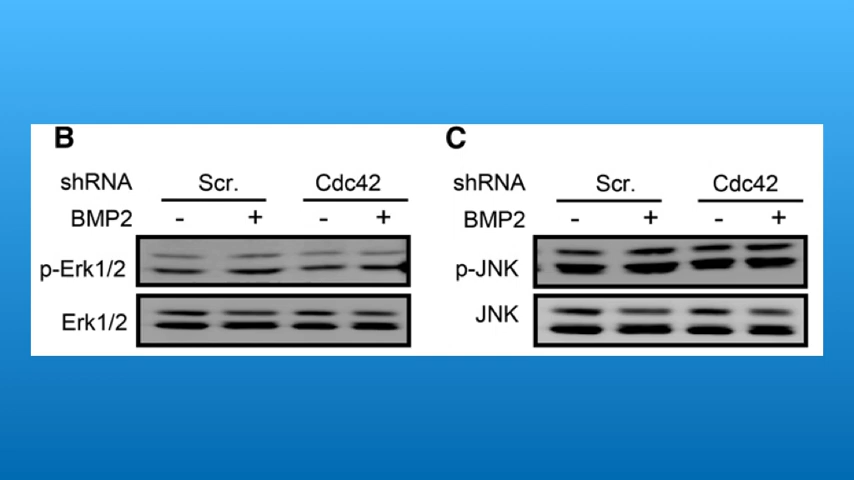 B
shRNA Scr. Cdc42
BMP2 - + - +
p-Erk1/2
Erk1/2
C
shRNA Scr. Cdc42
BMP2 - + - +
p-JNK
JNK